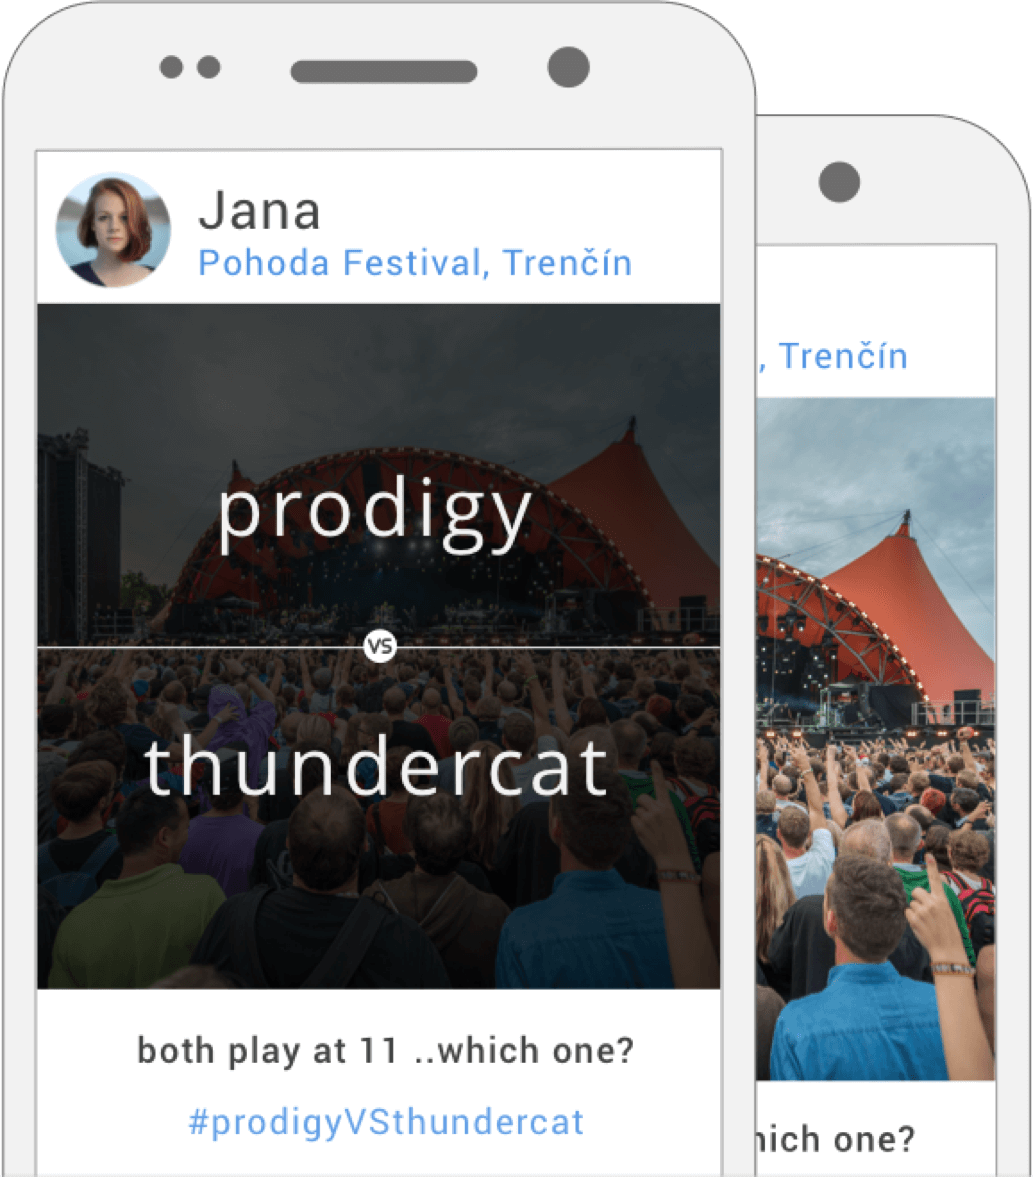 Jana
Pohoda Festival, Trenčín
prodigy
VS
thundercat
both play at 11 ..which one?
#prodigyVSthundercat
, Trenčín
hich one?